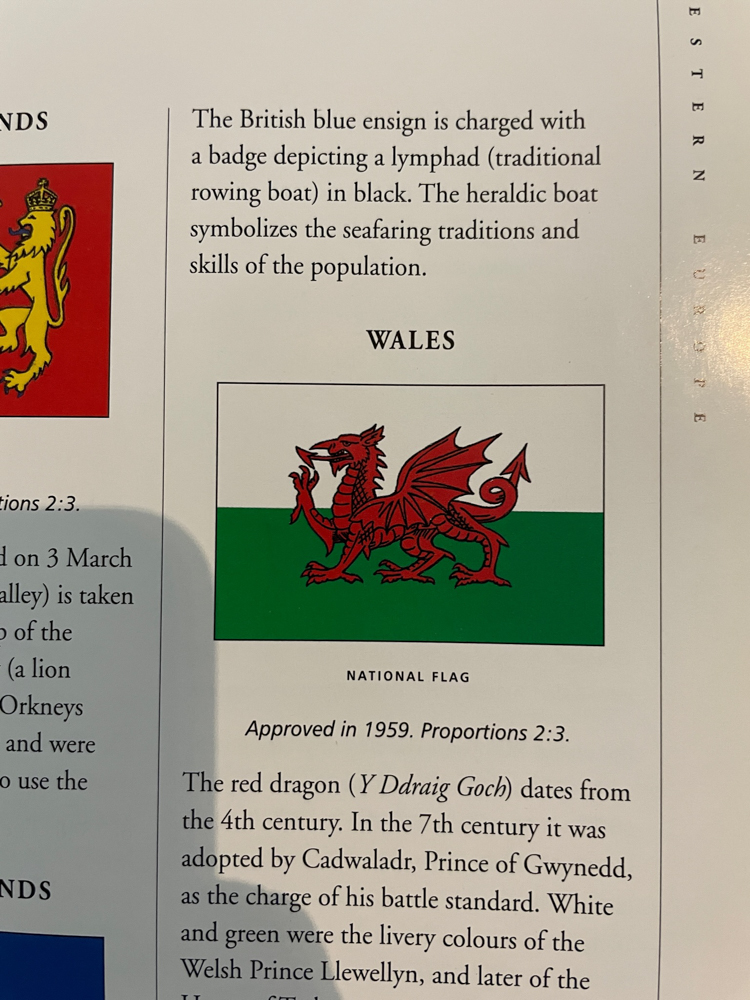 NDS
tions 2:3.
d on 3 March
alley) is taken
of the
(a lion
Orkneys
and were
o use the
NDS
The British blue ensign is charged with
a badge depicting a lymphad (traditional
rowing boat) in black. The heraldic boat
symbolizes the seafaring traditions and
skills of the population.
WALES
NATIONAL FLAG
Approved in 1959. Proportions 2:3.
The red dragon (Y Ddraig Goch) dates from
the 4th century. In the 7th century it was
adopted by Cadwaladr, Prince of Gwynedd,
as the charge of his battle standard. White
and green were the livery colours of the
Welsh Prince Llewellyn, and later of the
ESTERN EUROPE